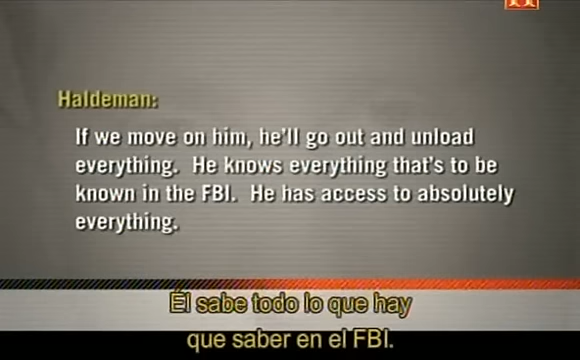 H
Haldeman:
If we move on him, he'll go out and unload
everything.  He knows everything that's to be
known in the FBI.  He has access to absolutely
everything.
Él sabe todo lo que hay
que saber en el FBI.